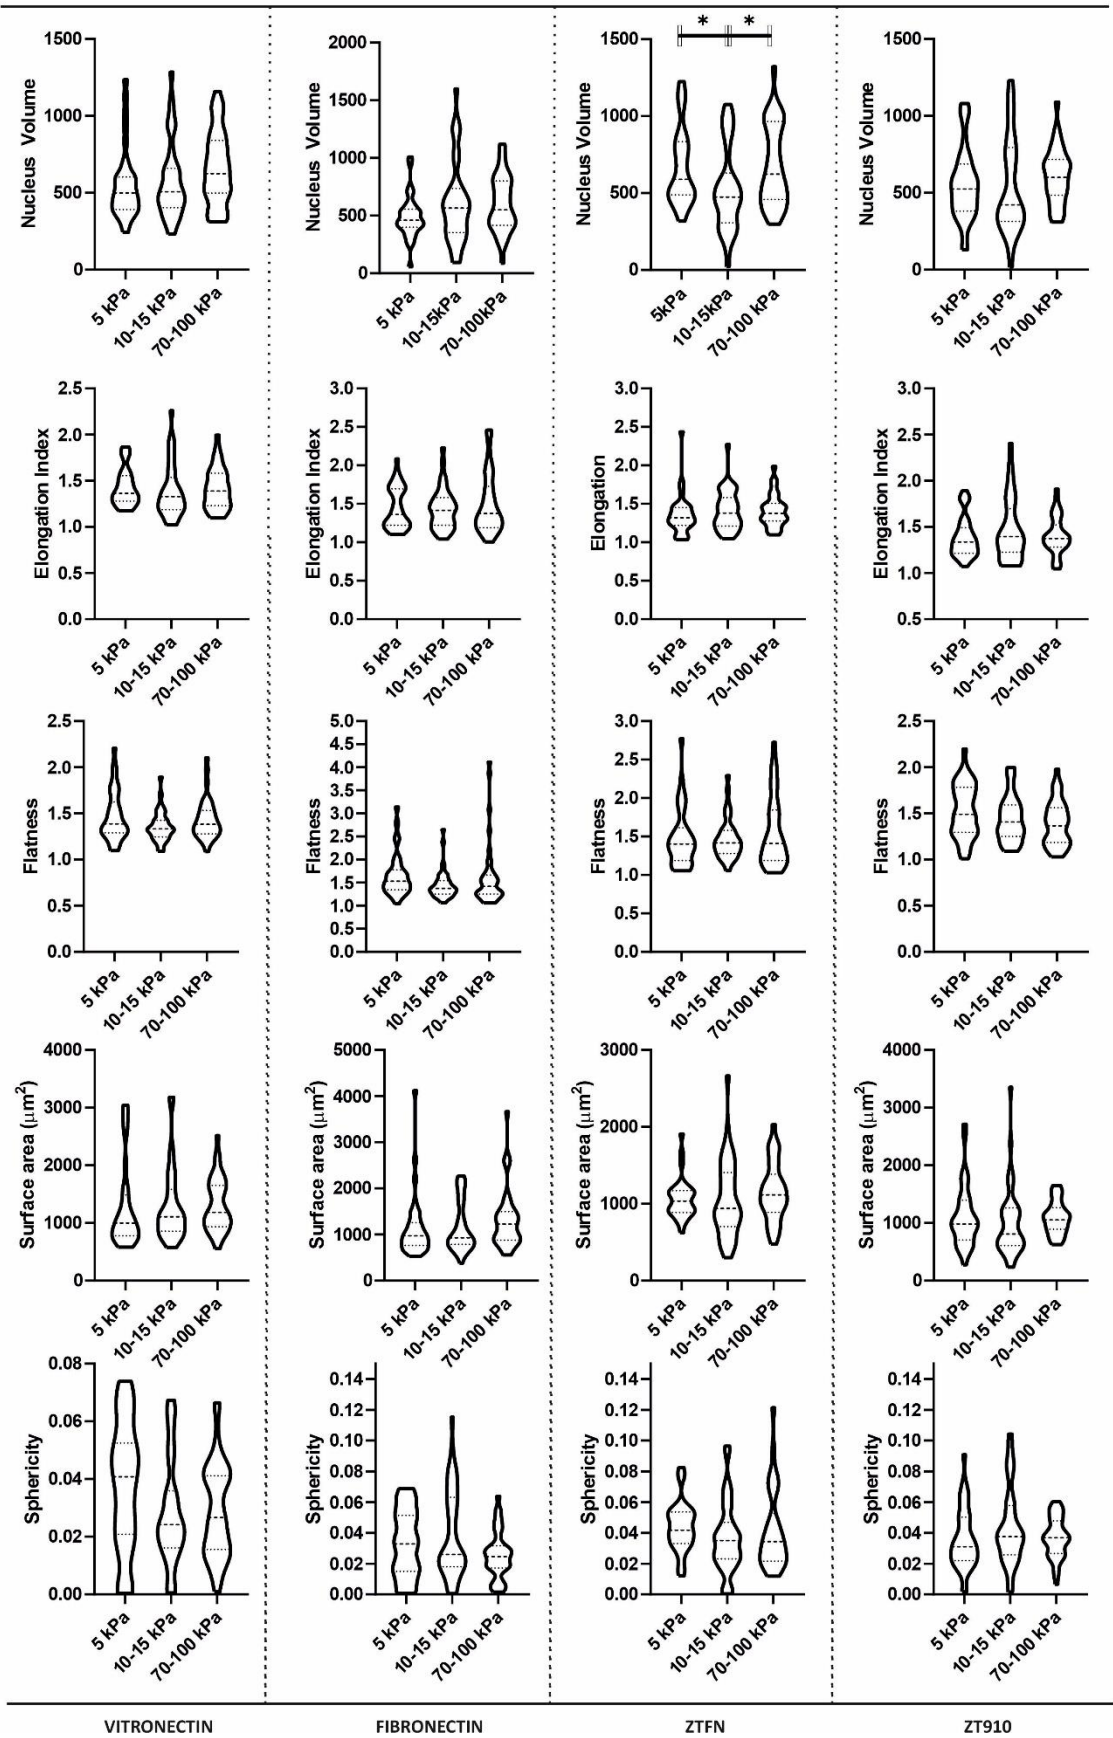 * *
1500
1000
500
0
Nucleus Volume
5 kPa
10-15 kPa
70-100 kPa
2000
1500
1000
500
0
Nucleus Volume
5 kPa
10-15kPa
70-100kPa
1500
1000
500
0
Nucleus Volume
5kPa
10-15kPa
70-100 kPa
1500
1000
500
0
Nucleus Volume
5 kPa
10-15 kPa
70-100 kPa
2.5
2.0
1.5
1.0
0.5
0.0
Elongation Index
5 kPa
10-15 kPa
70-100 kPa
3.0
2.5
2.0
1.5
1.0
0.5
0.0
Elongation Index
5 kPa
10-15 kPa
70-100 kPa
3.0
2.5
2.0
1.5
1.0
0.5
0.0
Elongation
5 kPa
10-15 kPa
70-100 kPa
3.0
2.5
2.0
1.5
1.0
0.5
Elongation Index
5 kPa
10-15 kPa
70-100 kPa
2.5
2.0
1.5
1.0
0.5
0.0
Flatness
5 kPa
10-15 kPa
70-100 kPa
5.0
4.5
4.0
3.5
3.0
2.5
2.0
1.5
1.0
0.5
0.0
Flatness
5 kPa
10-15 kPa
70-100 kPa
3.0
2.5
2.0
1.5
1.0
0.5
0.0
Flatness
5 kPa
10-15 kPa
70-100 kPa
2.5
2.0
1.5
1.0
0.5
0.0
Flatness
5 kPa
10-15 kPa
70-100 kPa
4000
3000
2000
1000
0
Surface area (μm²)
5 kPa
10-15 kPa
70-100 kPa
5000
4000
3000
2000
1000
0
Surface area (μm²)
5 kPa
10-15 kPa
70-100 kPa
3000
2000
1000
0
Surface area (μm²)
5 kPa
10-15 kPa
70-100 kPa
4000
3000
2000
1000
0
Surface area (μm²)
5 kPa
10-15 kPa
70-100 kPa
0.08
0.06
0.04
0.02
0.00
Sphericity
5 kPa
10-15 kPa
70-100 kPa
0.14
0.12
0.10
0.08
0.06
0.04
0.02
0.00
Sphericity
5 kPa
10-15 kPa
70-100 kPa
0.14
0.12
0.10
0.08
0.06
0.04
0.02
0.00
Sphericity
5 kPa
10-15 kPa
70-100 kPa
0.14
0.12
0.10
0.08
0.06
0.04
0.02
0.00
Sphericity
5 kPa
10-15 kPa
70-100 kPa
VITRONECTIN
FIBRONECTIN
ZTFN
ZT910